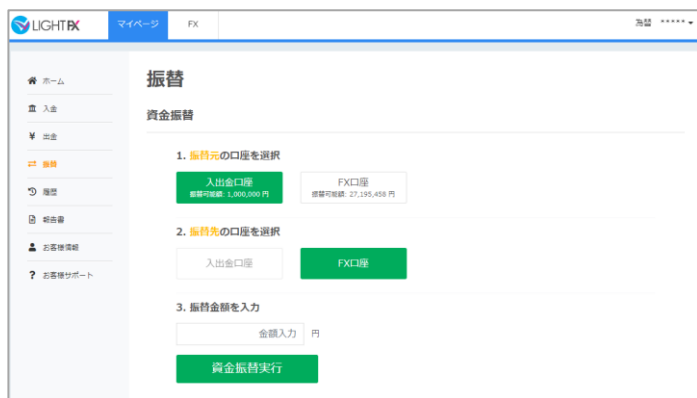 LIGHT FX
マイページ
FX
為替 *****
ホーム
入金
¥ 出金
振替
履歴
報告書
お客様情報
? お客様サポート
振替
資金振替
1. 振替元の口座を選択
入出金口座
振替可能額: 1,000,000 円
FX口座
振替可能額: 27,195,458 円
2. 振替先の口座を選択
入出金口座
FX口座
3. 振替金額を入力
金額入力 円
資金振替実行